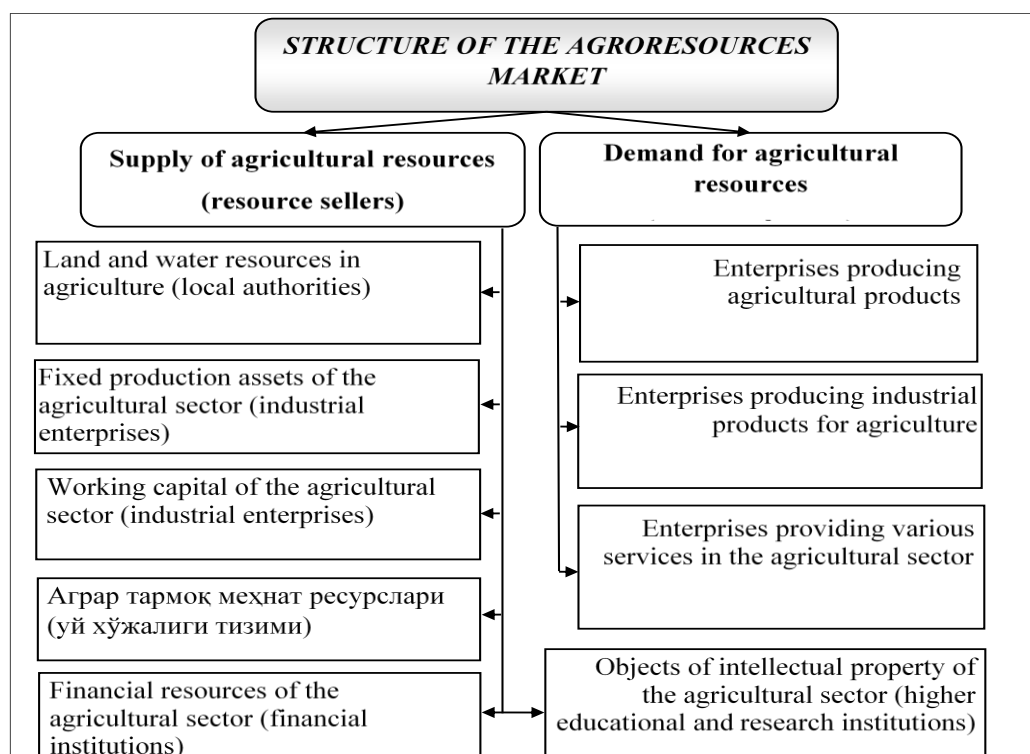 STRUCTURE OF THE AGRORESOURCES
MARKET
Supply of agricultural resources
(resource sellers)
Land and water resources in
agriculture (local authorities)
Fixed production assets of the
agricultural sector (industrial
enterprises)
Working capital of the agricultural
sector (industrial enterprises)
Аграр тармоқ меҳнат ресурслари
(уй хўжалиги тизими)
Financial resources of the
agricultural sector (financial
institutions)
Demand for agricultural
resources
Enterprises producing
agricultural products
Enterprises producing industrial
products for agriculture
Enterprises providing various
services in the agricultural sector
Objects of intellectual property of
the agricultural sector (higher
educational and research institutions)